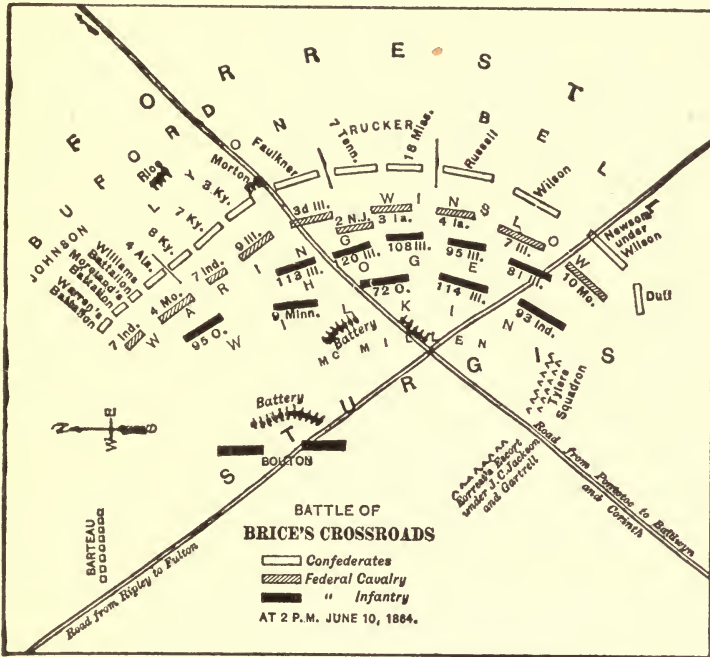 FORREST
BUFORD
LYON
BELL
JOHNSON
RUCKER
Rice
Morton
Faulkner
7 Tenn.
18 Miss.
Russell
Wilson
Newsom under Wilson
Duff
3 Ky.
7 Ky.
8 Ky.
4 Ala.
Williams Battalion
Moreland's Battalion
Warren's Battalion
WINSLOW
3d Ill.
2 N.J.
3 Ia.
4 Ia.
7 Ill.
10 Mo.
WARING
9 Ill.
7 Ind.
4 Mo.
7 Ind.
HOGE
113 Ill.
120 Ill.
108 Ill.
95 Ill.
81 Ill.
WILKIN
95 O.
9 Minn.
72 O.
114 Ill.
93 Ind.
MC MILLEN
Battery
Battery
STURGIS
BOUTON
Tylers Squadron
Forrest's Escort
under J.C. Jackson
and Gartrell
N
E
W
S
BARTEAU
Road from Ripley to Fulton
Road from Pontotoc to Baldwyn
and Corinth
BATTLE OF
BRICE'S CROSSROADS
Confederates
Federal Cavalry
" Infantry
AT 2 P.M. JUNE 10, 1864.